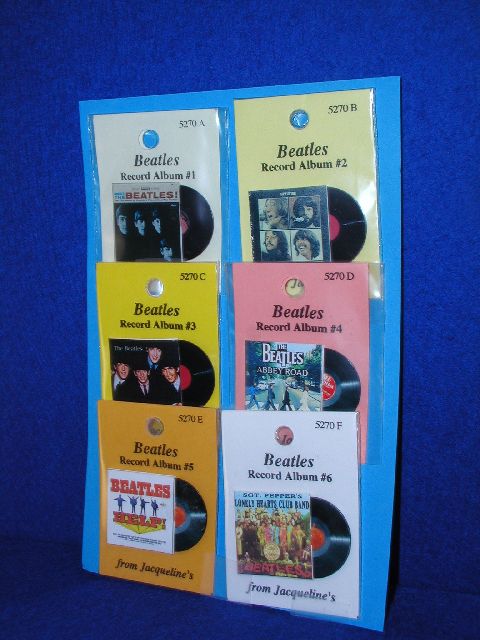 5270 A
Beatles
Record Album #1
THE BEATLES!
5270 B
Beatles
Record Album #2
5270 C
Beatles
Record Album #3
The Beatles
5270 D
Ja
Beatles
Record Album #4
THE
BEATLES
ABBEY ROAD
5270 E
Beatles
Record Album #5
BEATLES
HELP!
from Jacqueline's
5270 F
Beatles
Record Album #6
SGT. PEPPER'S
LONELY HEARTS CLUB BAND
BEATLES
from Jacqueline's